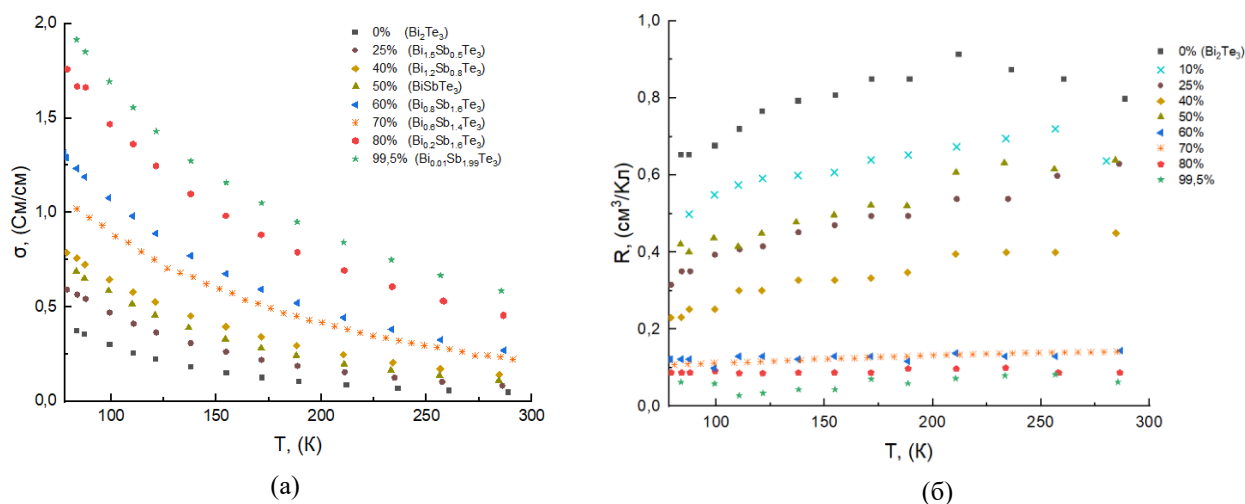 2,0
1,5
1,0
0,5
0,0
σ, (См/см)
100
150
200
250
300
T, (К)
0% (Bi₂Te₃)
25% (Bi₁.₅Sb₀.₅Te₃)
40% (Bi₁.₂Sb₀.₈Te₃)
50% (BiSbTe₃)
60% (Bi₀.₈Sb₁.₆Te₃)
70% (Bi₀.₆Sb₁.₄Te₃)
80% (Bi₀.₂Sb₁.₆Te₃)
99,5% (Bi₀.₀₁Sb₁.₉₉Te₃)
(а)
1,0
0,8
0,6
0,4
0,2
0,0
R, (см³/Кл)
100
150
200
250
300
T, (К)
0% (Bi₂Te₃)
10%
25%
40%
50%
60%
70%
80%
99,5%
(б)